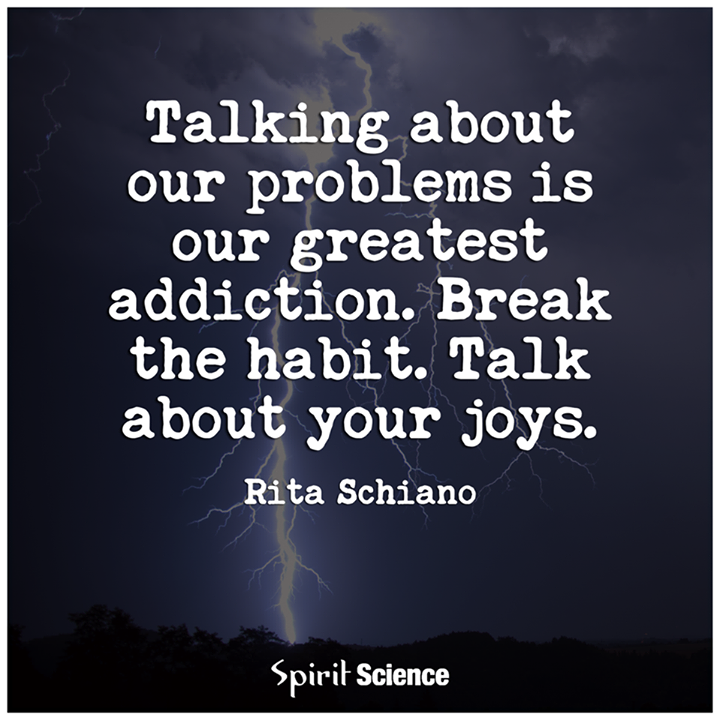 Talking about
our problems is
our greatest
addiction. Break
the habit. Talk
about your joys.
Rita Schiano
Spirit Science